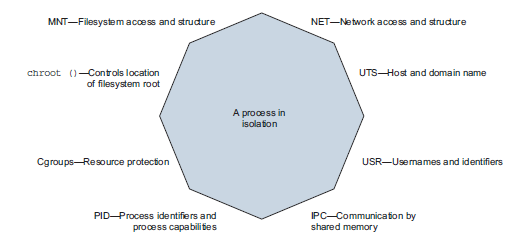 MNT—Filesystem access and structure
NET—Network access and structure
chroot ()—Controls location
of filesystem root
UTS—Host and domain name
A process in
isolation
Cgroups—Resource protection
USR—Usernames and identifiers
PID—Process identifiers and
process capabilities
IPC—Communication by
shared memory